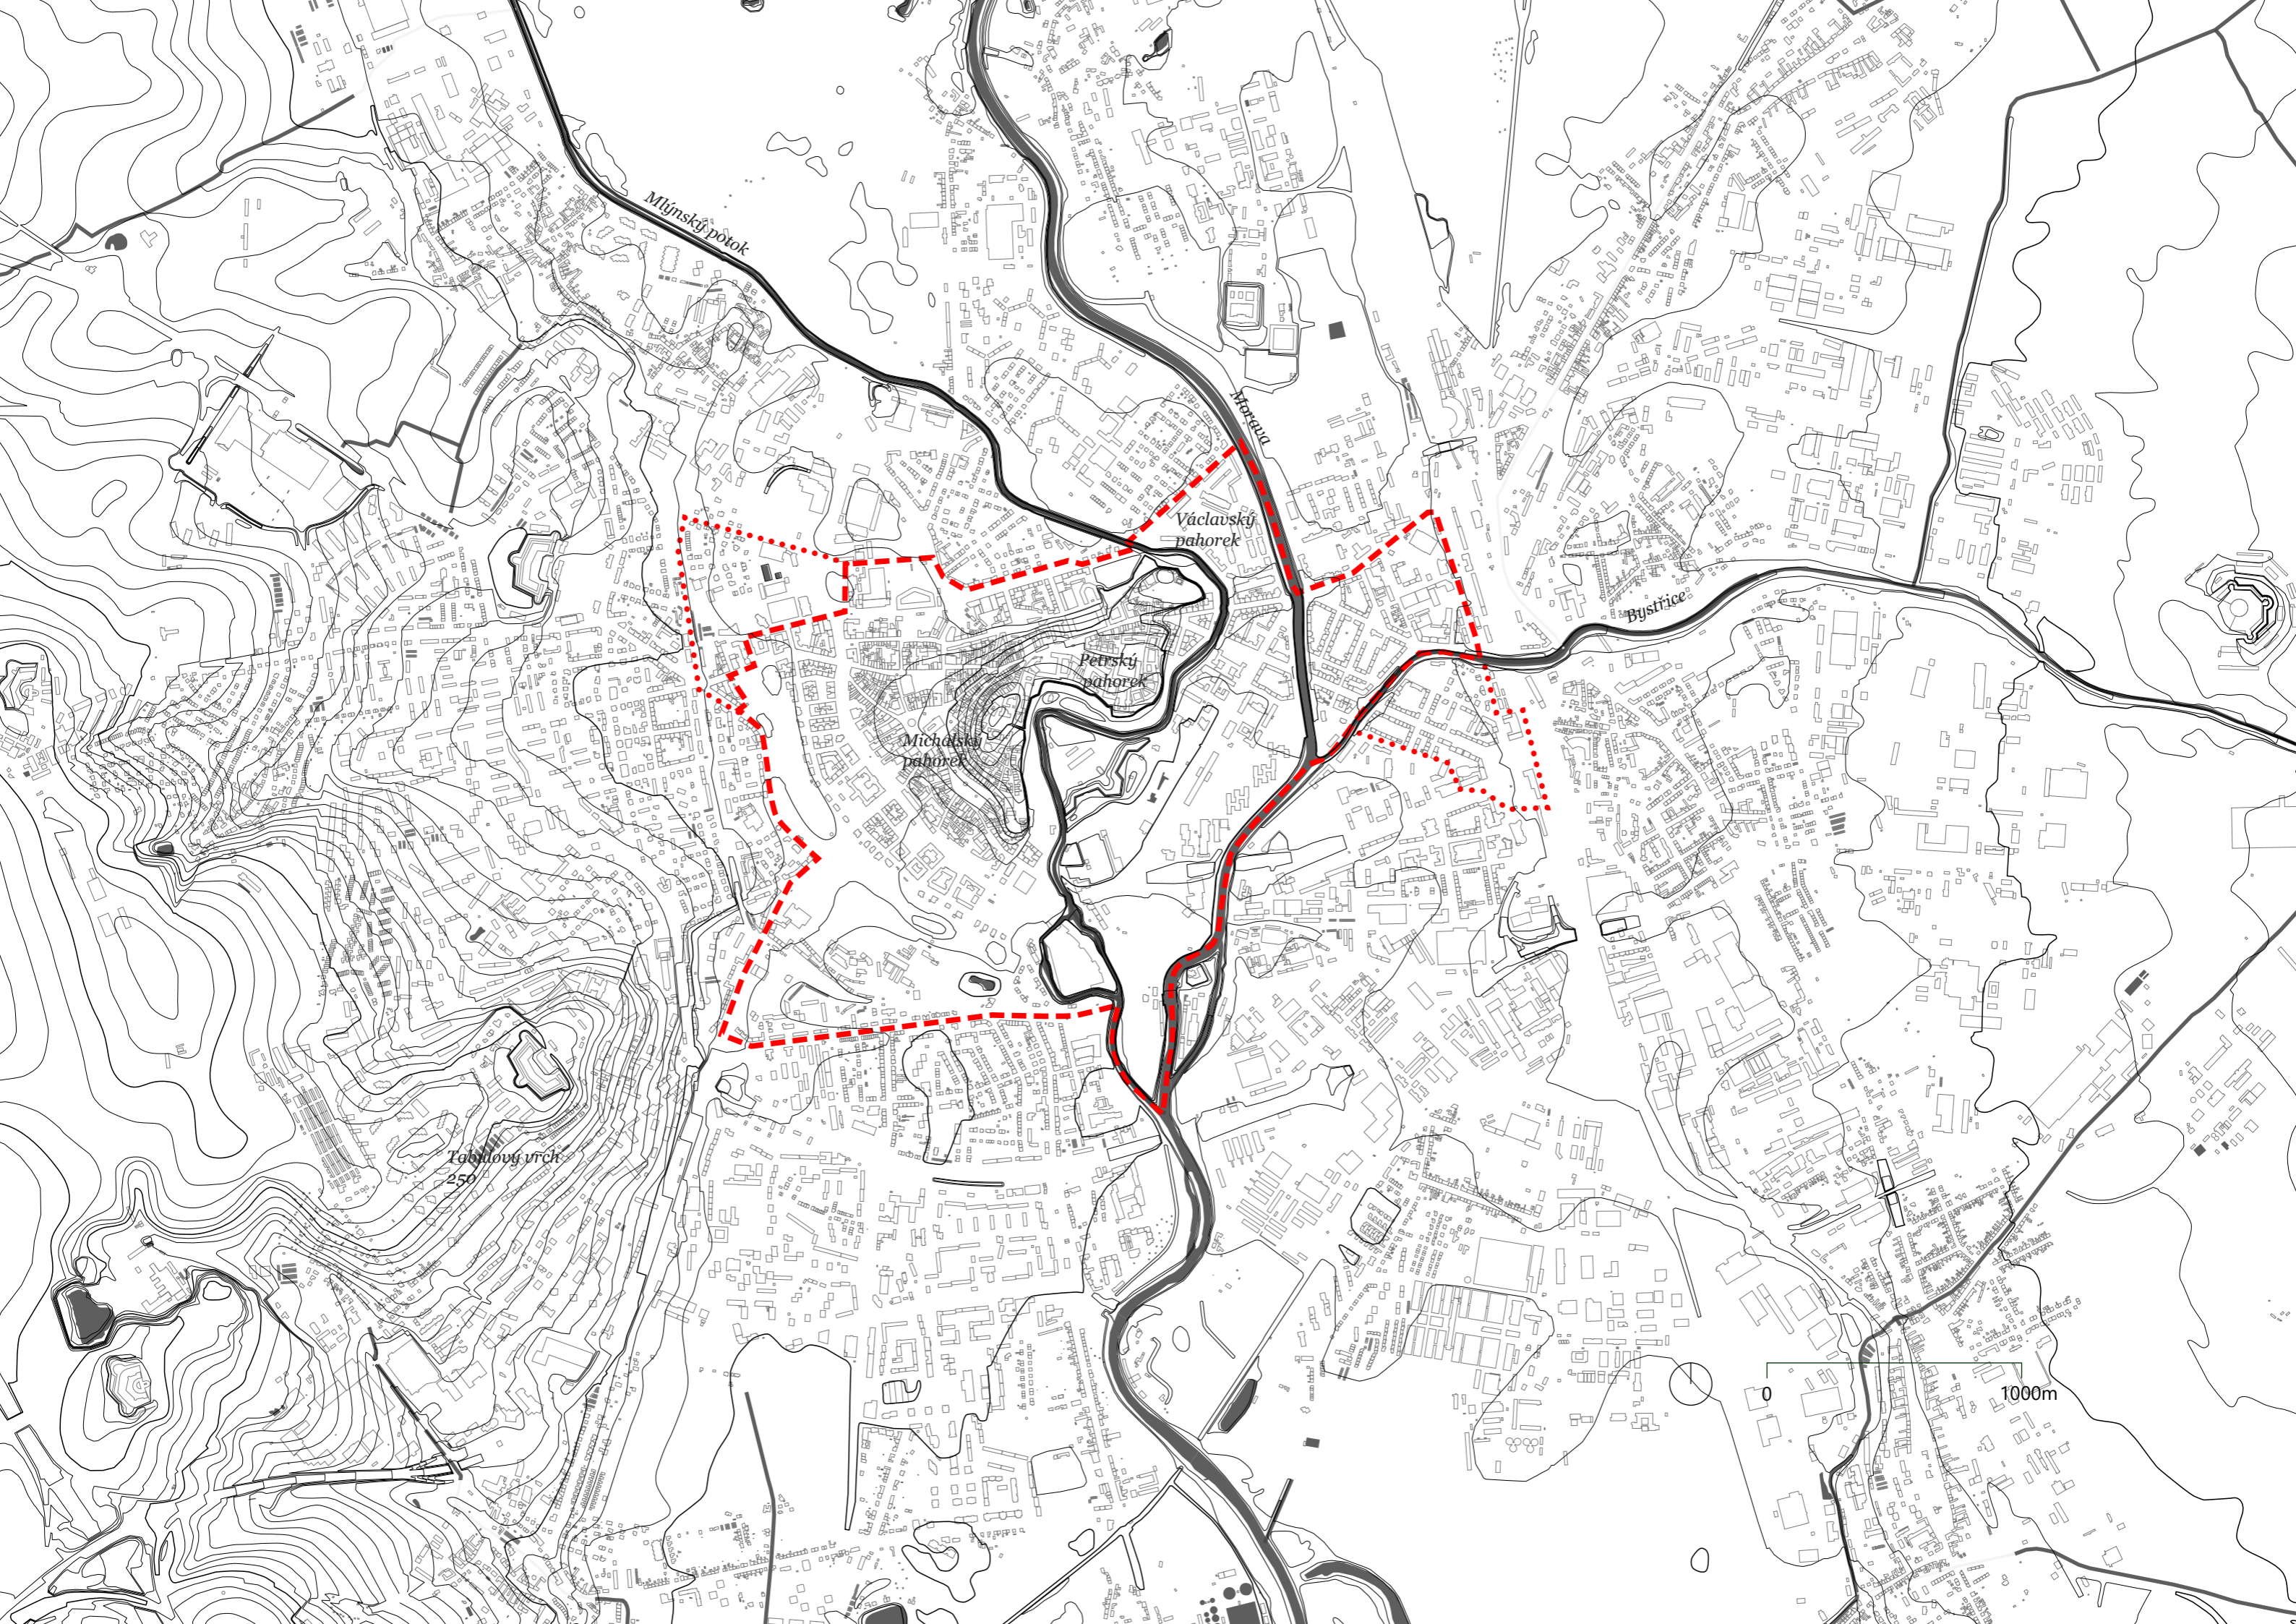 Mlýnský potok
Morava
Václavský
pahorek
Bystřice
Petrský
pahorek
Michalský
pahorek
Tabulový vrch
250
0
1000m